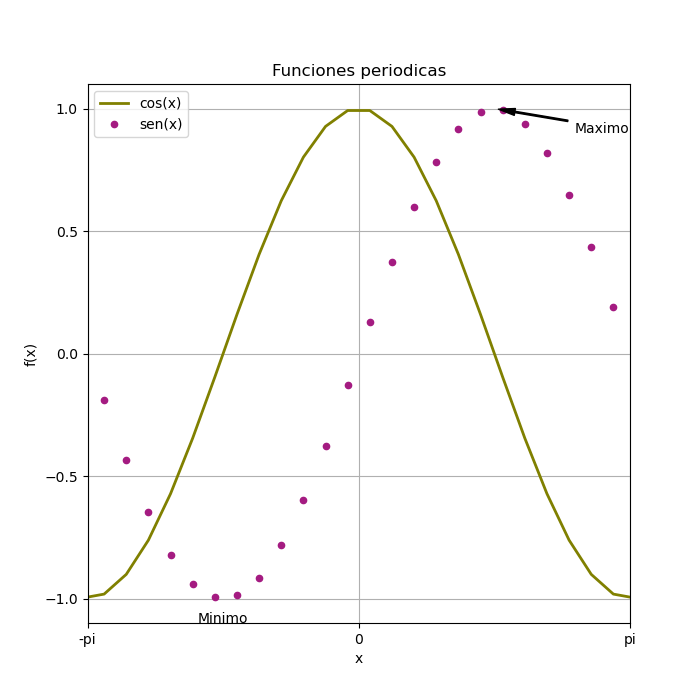 Funciones periodicas
cos(x)
sen(x)
Maximo
Minimo
1.0
0.5
0.0
−0.5
−1.0
f(x)
-pi
0
pi
x